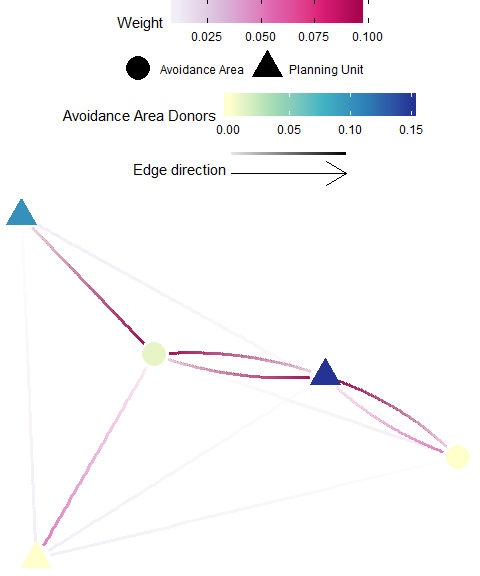 Weight
0.025 0.050 0.075 0.100
Avoidance Area Planning Unit
Avoidance Area Donors
0.00 0.05 0.10 0.15
Edge direction